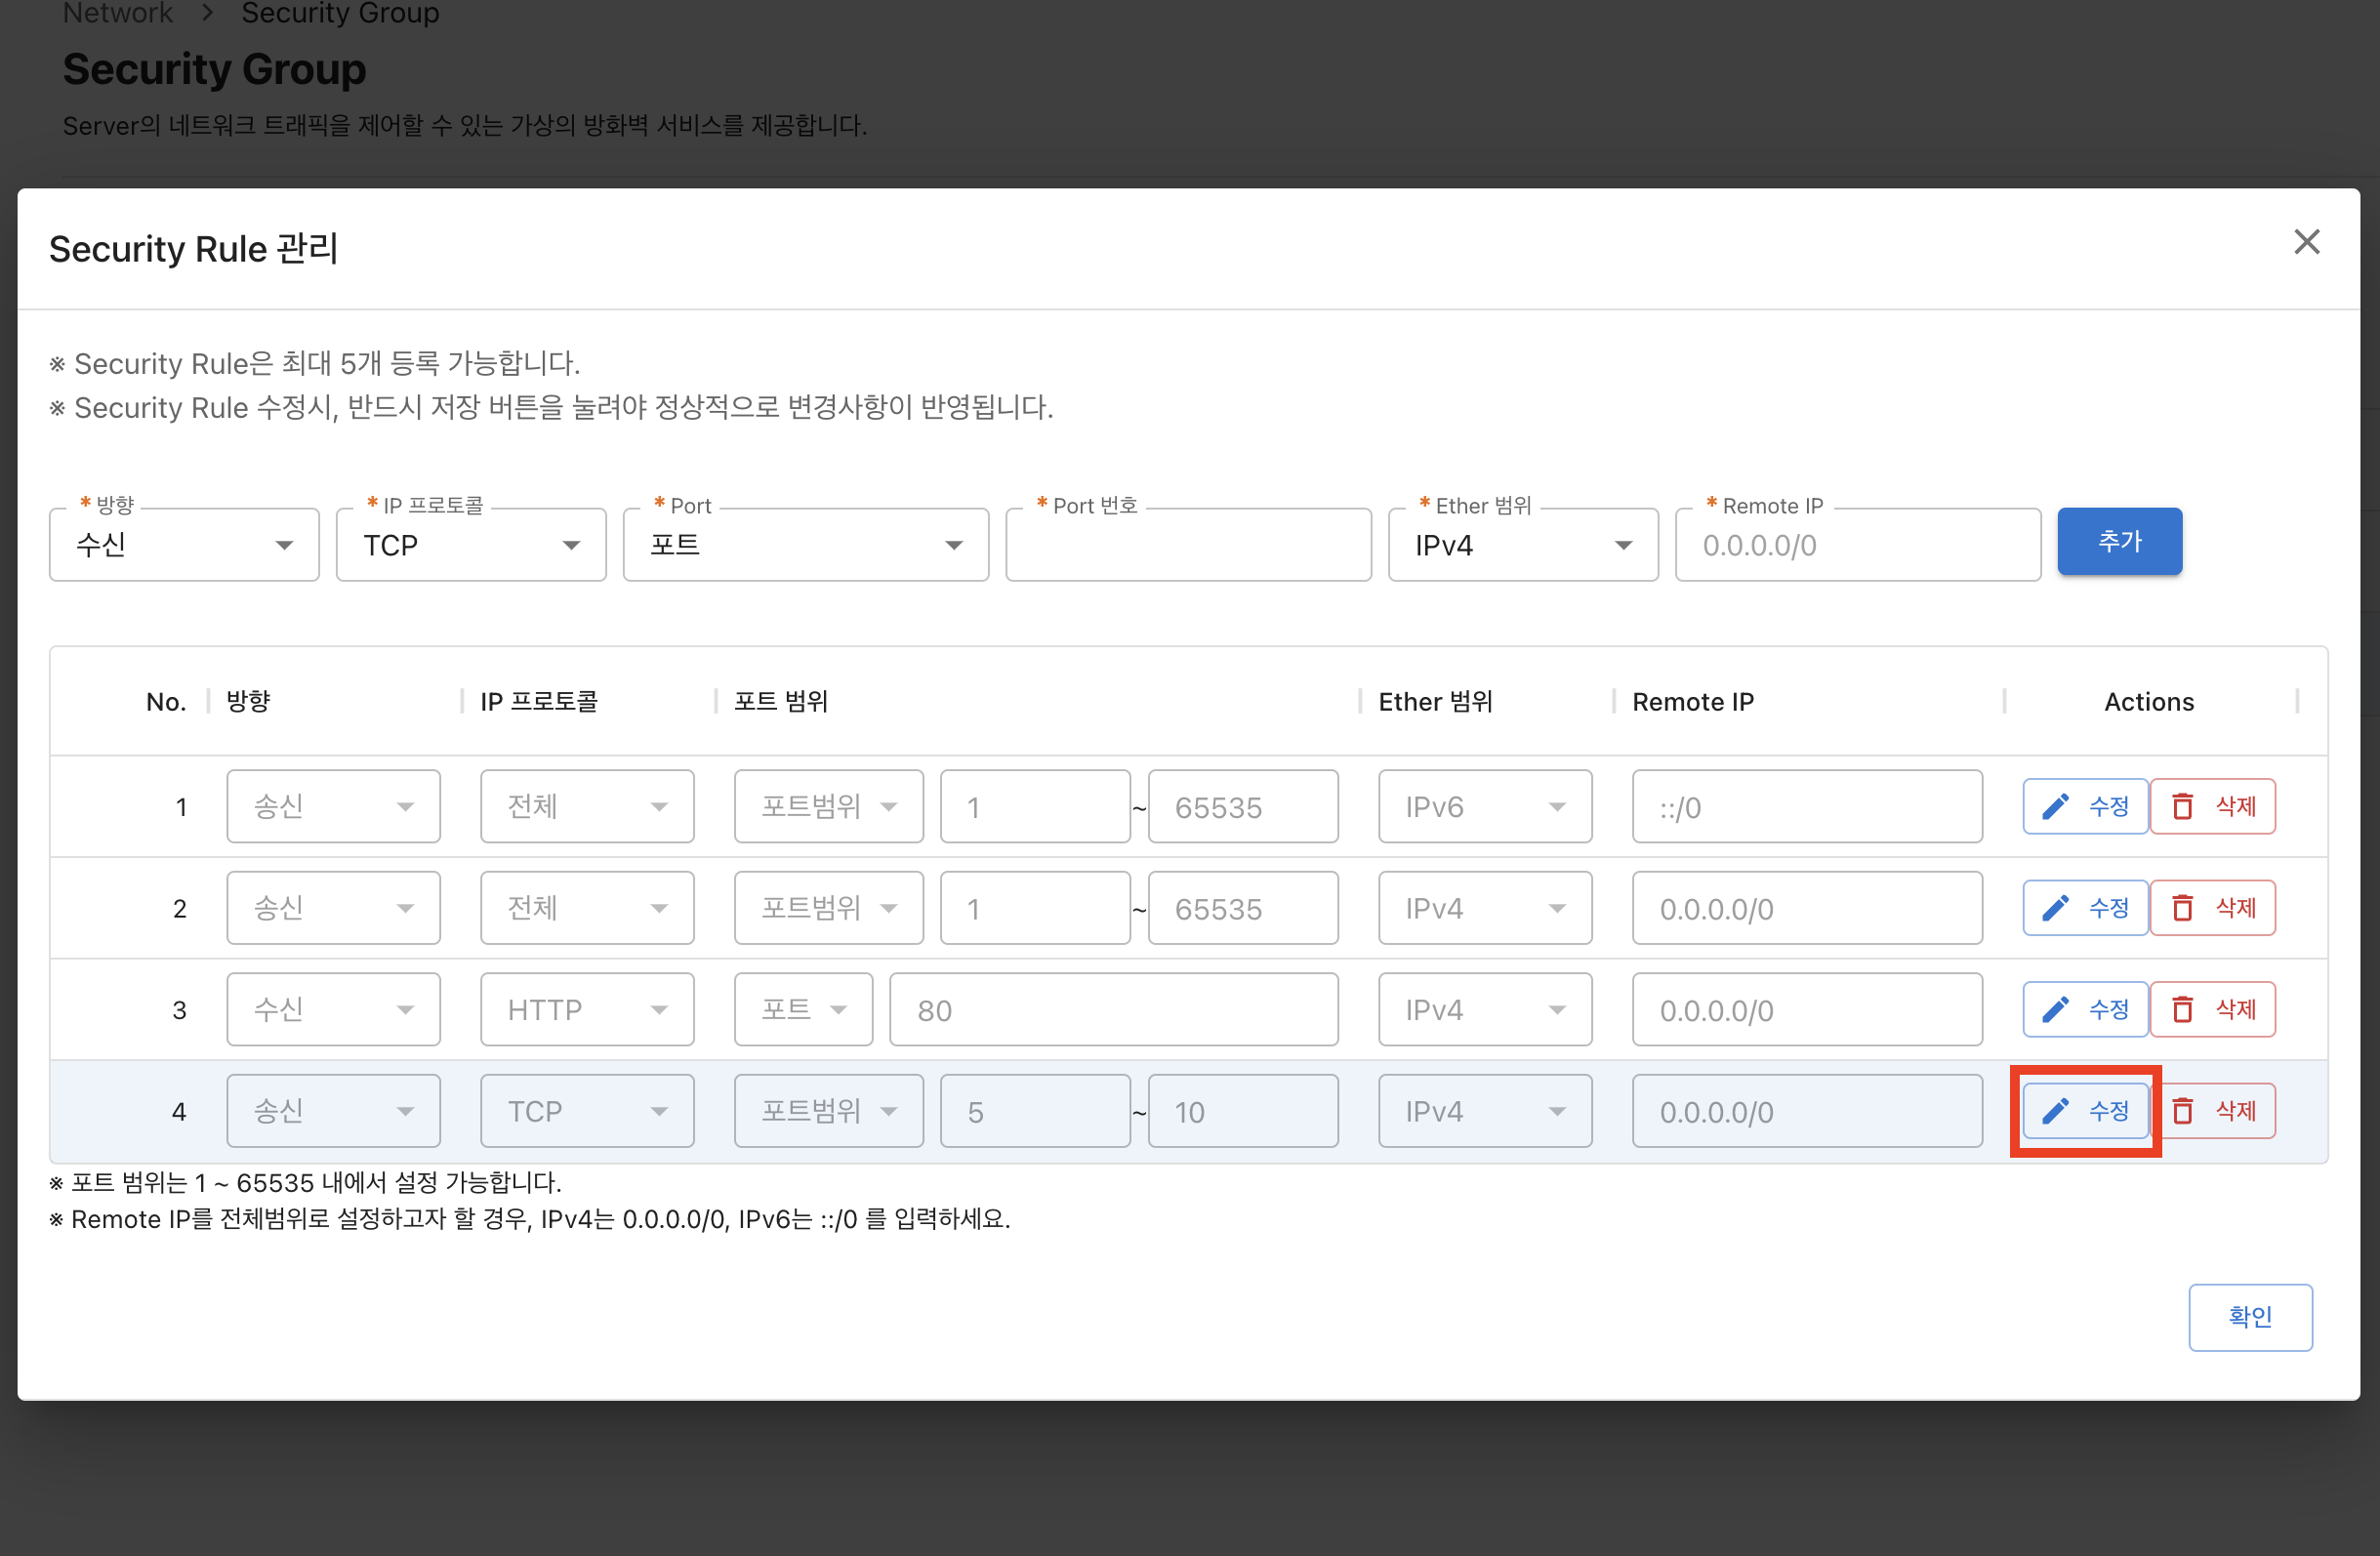 Network > Security Group
Security Group
Server의 네트워크 트래픽을 제어할 수 있는 가상의 방화벽 서비스를 제공합니다.
Security Rule 관리
※ Security Rule은 최대 5개 등록 가능합니다.
※ Security Rule 수정시, 반드시 저장 버튼을 눌려야 정상적으로 변경사항이 반영됩니다.
* 방향 * IP 프로토콜 * Port * Port 번호 * Ether 범위 * Remote IP
수신 TCP 포트 IPv4 0.0.0.0/0 추가
No. 방향 IP 프로토콜 포트 범위 Ether 범위 Remote IP Actions
1 송신 전체 포트범위 1 ~ 65535 IPv6 ::/0 수정 삭제
2 송신 전체 포트범위 1 ~ 65535 IPv4 0.0.0.0/0 수정 삭제
3 수신 HTTP 포트 80 IPv4 0.0.0.0/0 수정 삭제
4 송신 TCP 포트범위 5 ~ 10 IPv4 0.0.0.0/0 수정 삭제
※ 포트 범위는 1 ~ 65535 내에서 설정 가능합니다.
※ Remote IP를 전체범위로 설정하고자 할 경우, IPv4는 0.0.0.0/0, IPv6는 ::/0 를 입력하세요.
확인